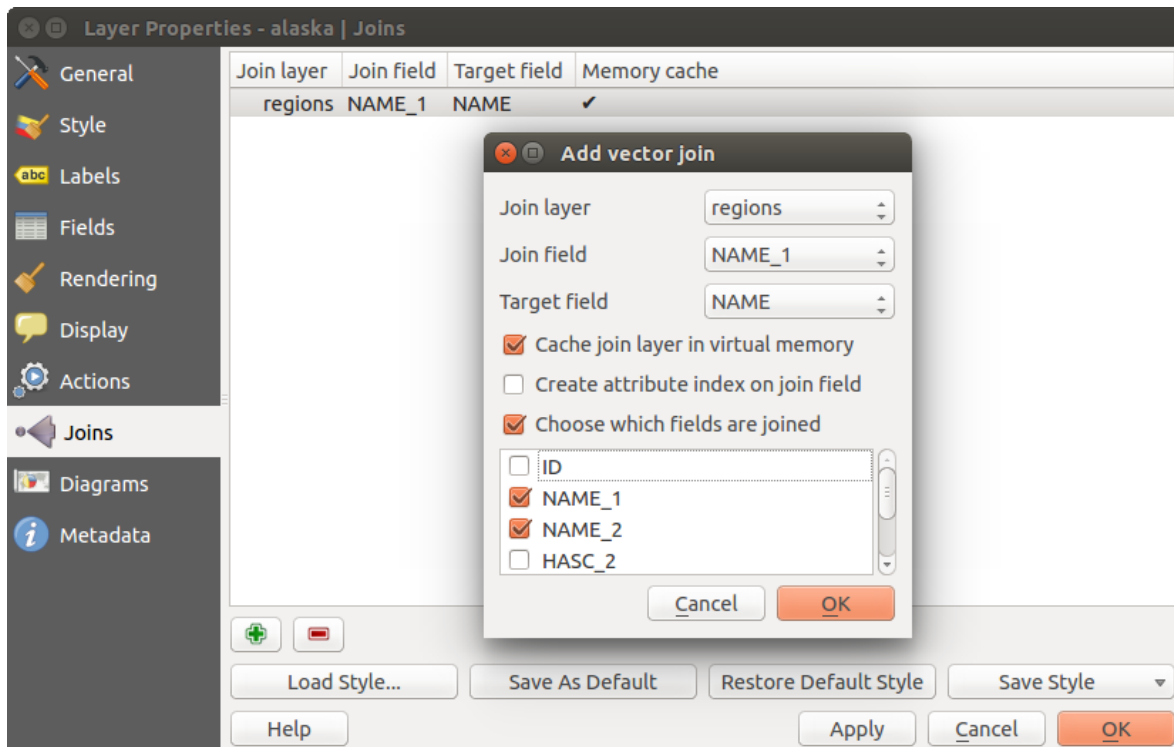 Layer Properties - alaska | Joins
General
Style
abc Labels
Fields
Rendering
Display
Actions
Joins
Diagrams
Metadata
Join layer Join field Target field Memory cache
regions NAME_1 NAME ✔
Add vector join
Join layer regions
Join field NAME_1
Target field NAME
Cache join layer in virtual memory
Create attribute index on join field
Choose which fields are joined
ID
NAME_1
NAME_2
HASC_2
Cancel OK
Load Style... Save As Default Restore Default Style Save Style
Help Apply Cancel OK